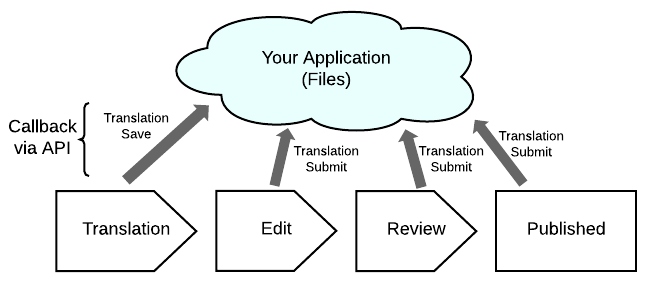 Your Application
(Files)
Callback
via API
Translation
Save
Translation
Submit
Translation
Submit
Translation
Submit
Translation
Edit
Review
Published